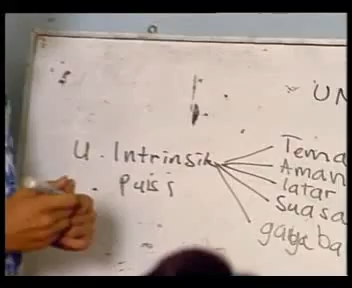 UN
U. Intrinsik
Puisi
Tema
Aman
latar
Suasa
gaya ba